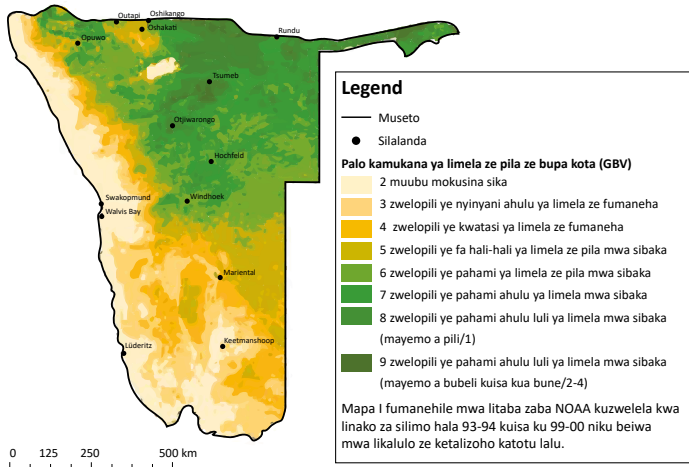 Outapi
Oshikango
Oshakati
Opuwo
Rundu
Tsumeb
Otjiwarongo
Hochfeld
Swakopmund
Windhoek
Walvis Bay
Mariental
Lüderitz
Keetmanshoop
0 125 250 500 km
Legend
Museto
Silalanda
Palo kamukana ya limela ze pila ze bupa kota (GBV)
2 muubu mokusina sika
3 zwelopili ye nyinyani ahulu ya limela ze fumaneha
4 zwelopili ye kwatasi ya limela ze fumaneha
5 zwelopili ye fa hali-hali ya limela ze pila mwa sibaka
6 zwelopili ye pahami ya limela ze pila mwa sibaka
7 zwelopili ye pahami ahulu ya limela mwa sibaka
8 zwelopili ye pahami ahulu luli ya limela mwa sibaka
(mayemo a pili/1)
9 zwelopili ye pahami ahulu luli ya limela mwa sibaka
(mayemo a bubeli kuisa kua bune/2-4)
Mapa I fumanehile mwa litaba zaba NOAA kuzwelela kwa
linako za silimo hala 93-94 kuisa ku 99-00 niku beiwa
mwa likalulo ze ketalizoho katotu lalu.